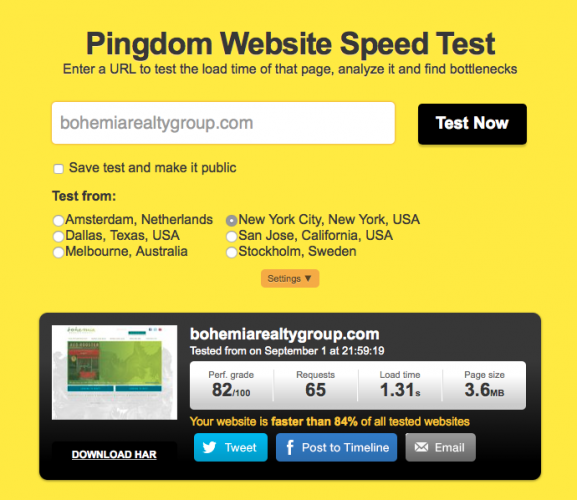 Pingdom Website Speed Test
Enter a URL to test the load time of that page, analyze it and find bottlenecks
bohemiarealtygroup.com
Test Now
Save test and make it public
Test from:
Amsterdam, Netherlands
New York City, New York, USA
Dallas, Texas, USA
San Jose, California, USA
Melbourne, Australia
Stockholm, Sweden
Settings ▼
bohemiarealtygroup.com
Tested from on September 1 at 21:59:19
Perf. grade Requests Load time Page size
82/100 65 1.31s 3.6MB
Your website is faster than 84% of all tested websites
DOWNLOAD HAR
Tweet
Post to Timeline
Email